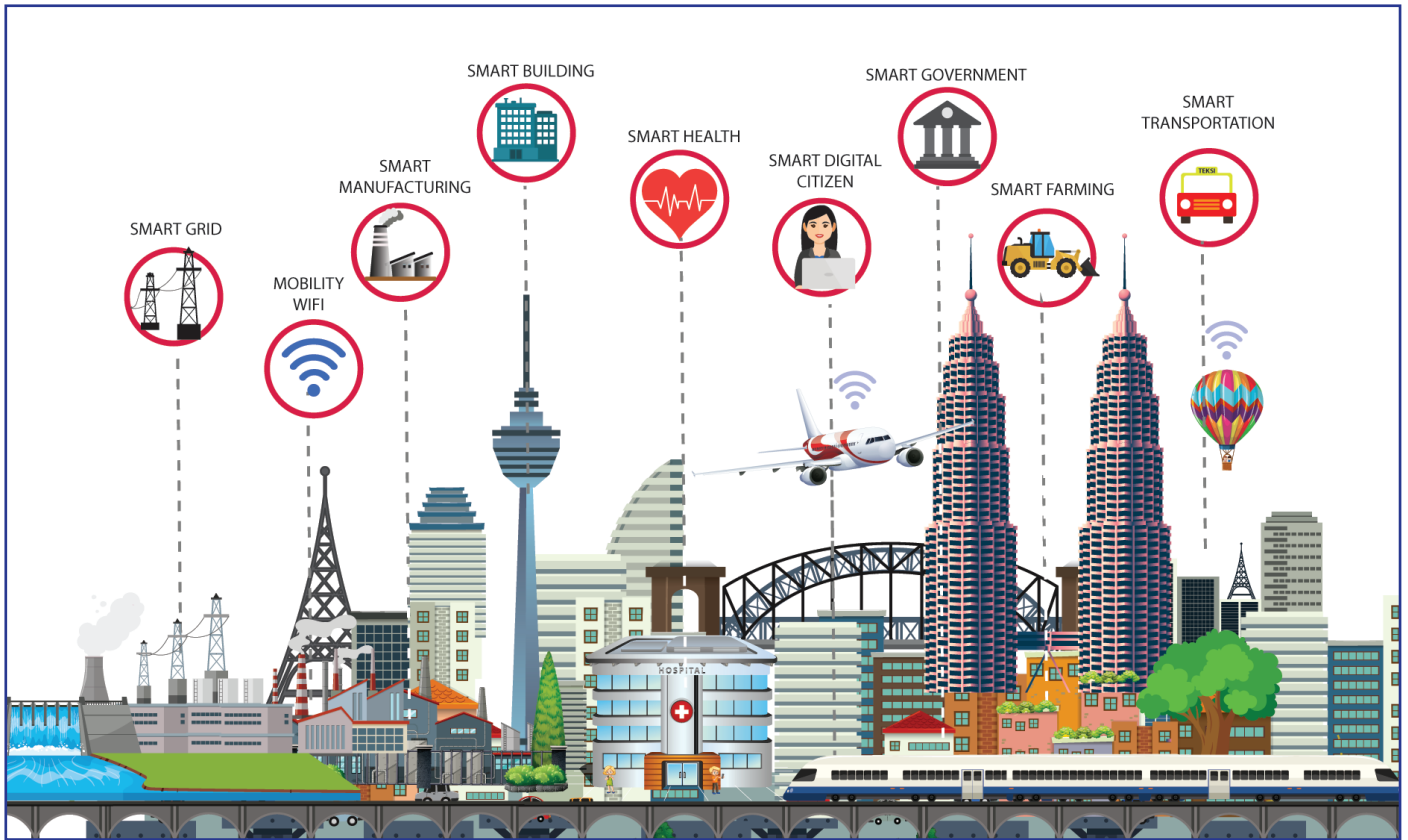 SMART BUILDING
SMART GOVERNMENT
SMART
TRANSPORTATION
TEKSI
SMART HEALTH
SMART DIGITAL
CITIZEN
SMART
MANUFACTURING
SMART FARMING
SMART GRID
MOBILITY
WIFI
HOSPITAL